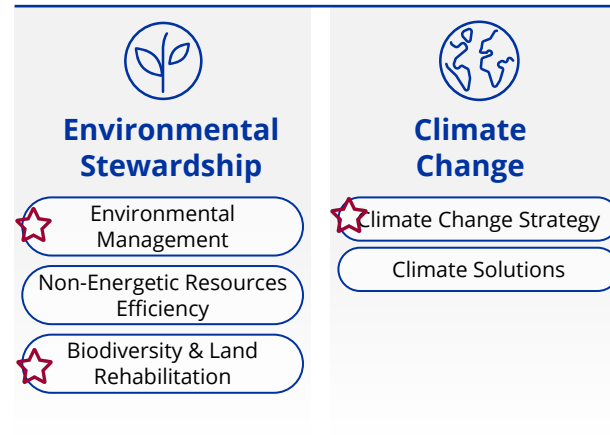 Environmental
Stewardship
Environmental
Management
Non-Energetic Resources
Efficiency
Biodiversity & Land
Rehabilitation
Climate
Change
Climate Change Strategy
Climate Solutions